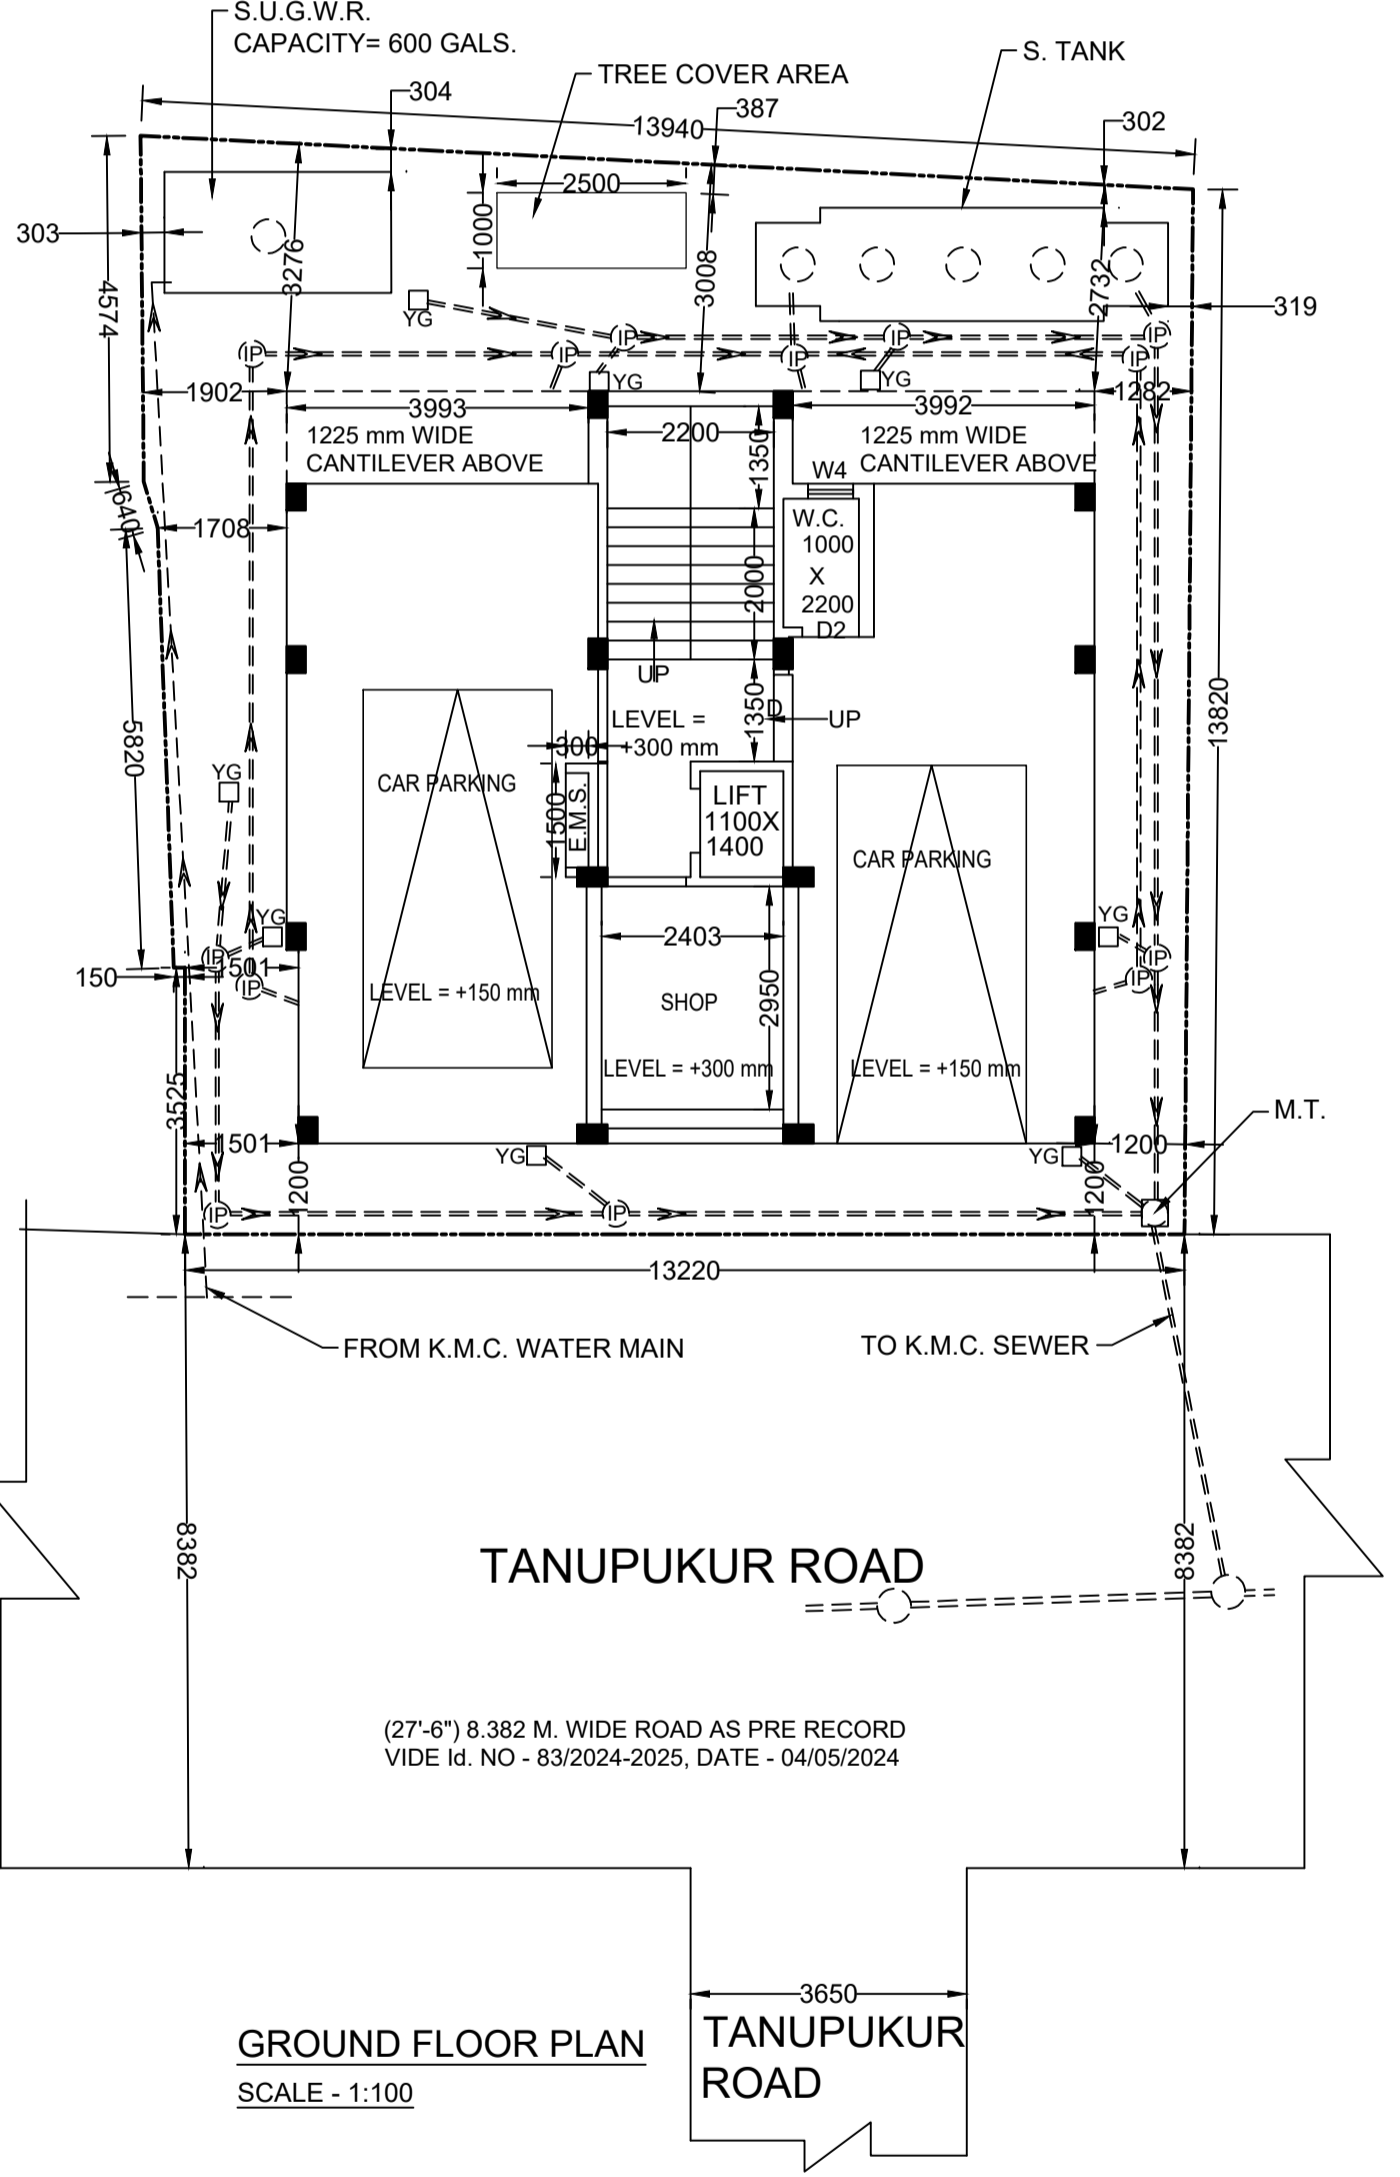 S.U.G.W.R.
CAPACITY= 600 GALS.
S. TANK
TREE COVER AREA
304
387
13940
302
2500
303
1000
3276
3008
2732
319
4574
YG
IP
IP
IP
IP
IP
IP
IP
YG
YG
1902
3993
2200
1350
3992
1282
1225 mm WIDE
CANTILEVER ABOVE
1225 mm WIDE
CANTILEVER ABOVE
W4
640
1708
W.C.
1000
X
2200
D2
2000
UP
13820
5820
1350
D
UP
LEVEL =
+300 mm
300
YG
CAR PARKING
1500
E.M.S.
LIFT
1100X
1400
CAR PARKING
YG
YG
2403
IP
1501
IP
150
IP
IP
LEVEL = +150 mm
SHOP
2950
LEVEL = +300 mm
LEVEL = +150 mm
3525
M.T.
1501
YG
YG
1200
1200
1200
IP
IP
13220
FROM K.M.C. WATER MAIN
TO K.M.C. SEWER
8382
TANUPUKUR ROAD
8382
(27'-6") 8.382 M. WIDE ROAD AS PRE RECORD
VIDE Id. NO - 83/2024-2025, DATE - 04/05/2024
3650
GROUND FLOOR PLAN
SCALE - 1:100
TANUPUKUR
ROAD